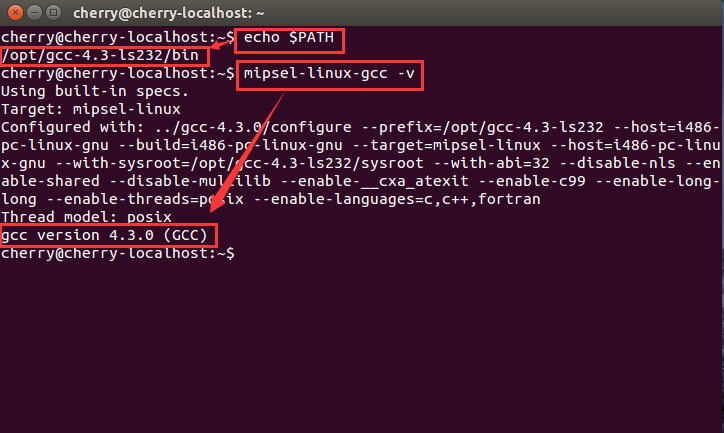 cherry@cherry-localhost: ~
cherry@cherry-localhost:~$ echo $PATH
/opt/gcc-4.3-ls232/bin
cherry@cherry-localhost:~$ mipsel-linux-gcc -v
Using built-in specs.
Target: mipsel-linux
Configured with: ../gcc-4.3.0/configure --prefix=/opt/gcc-4.3-ls232 --host=i486-
pc-linux-gnu --build=i486-pc-linux-gnu --target=mipsel-linux --host=i486-pc-linu
x-gnu --with-sysroot=/opt/gcc-4.3-ls232/sysroot --with-abi=32 --disable-nls --en
able-shared --disable-multilib --enable-__cxa_atexit --enable-c99 --enable-long-
long --enable-threads=posix --enable-languages=c,c++,fortran
Thread model: posix
gcc version 4.3.0 (GCC)
cherry@cherry-localhost:~$